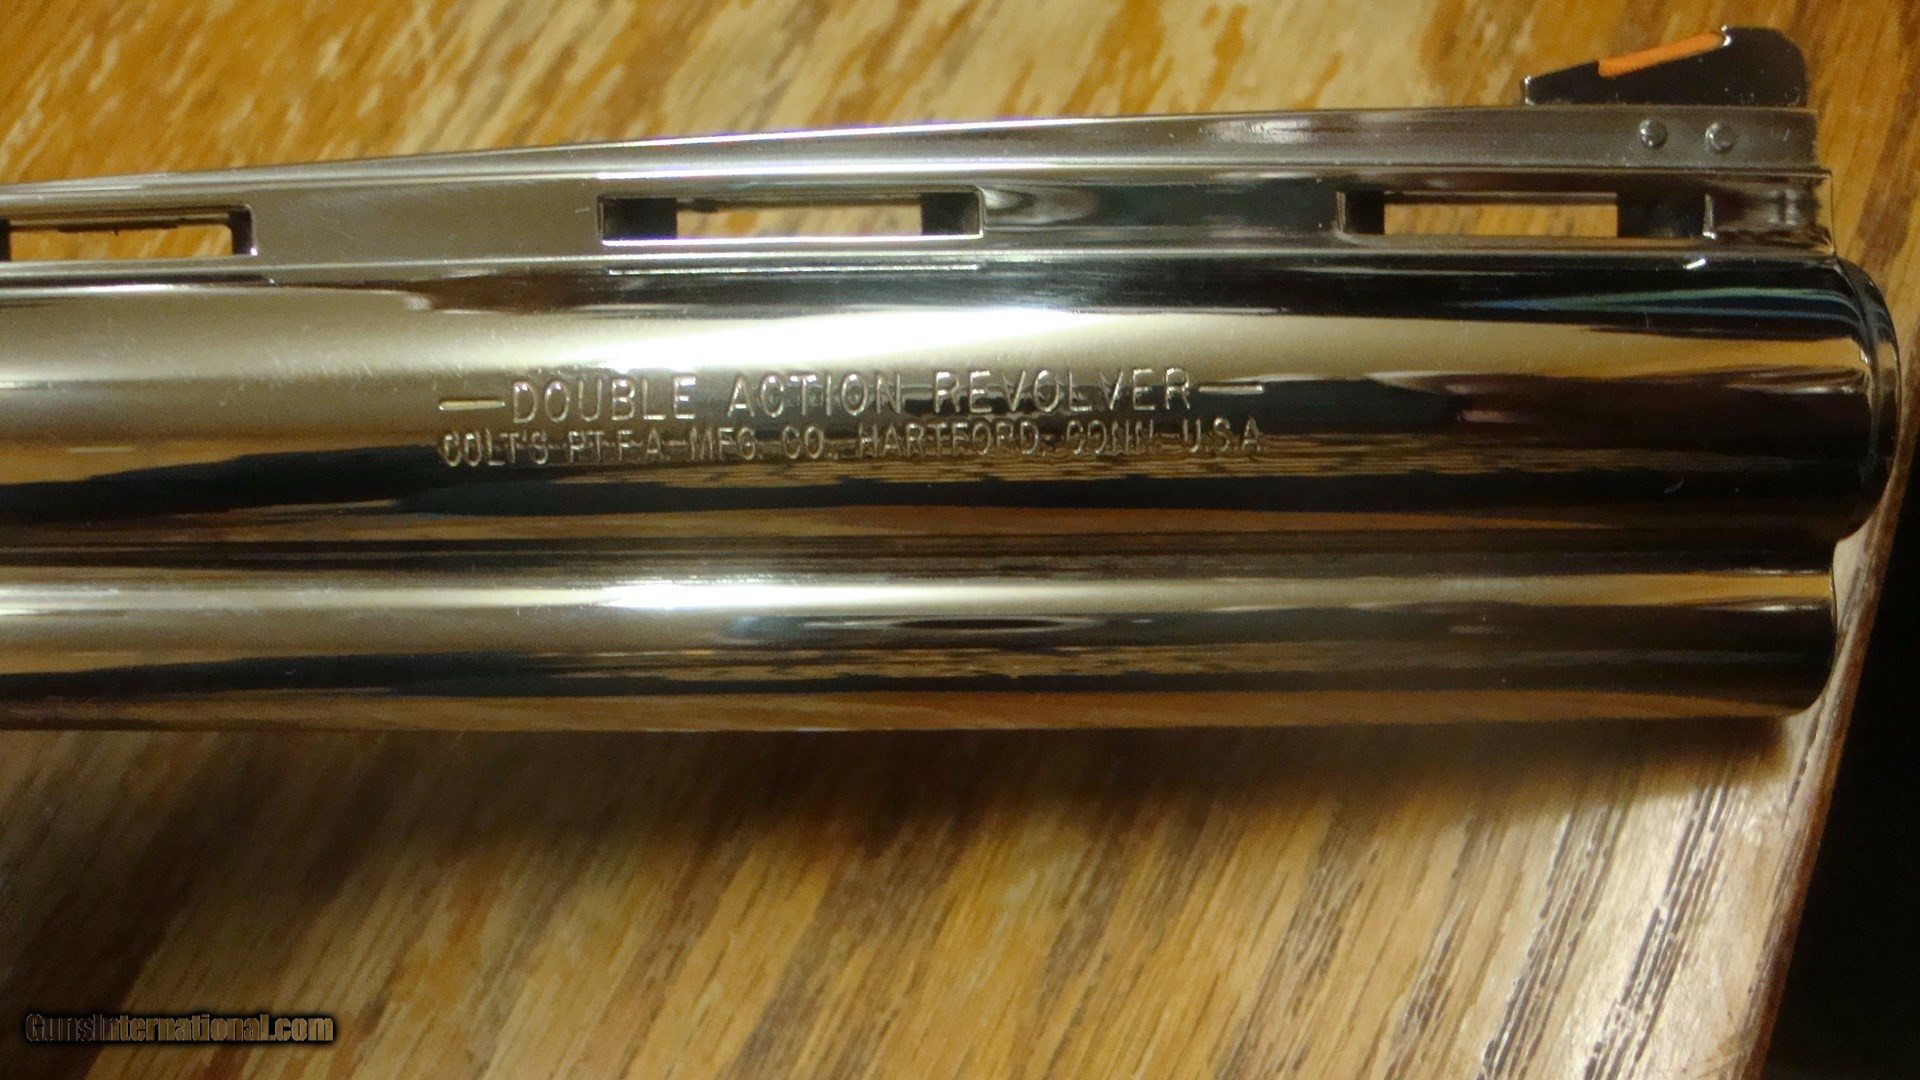 —DOUBLE ACTION REVOLVER—
COLT'S PT. F. A. MFG. CO. HARTFORD, CONN. U.S.A.
GunsInternational.com